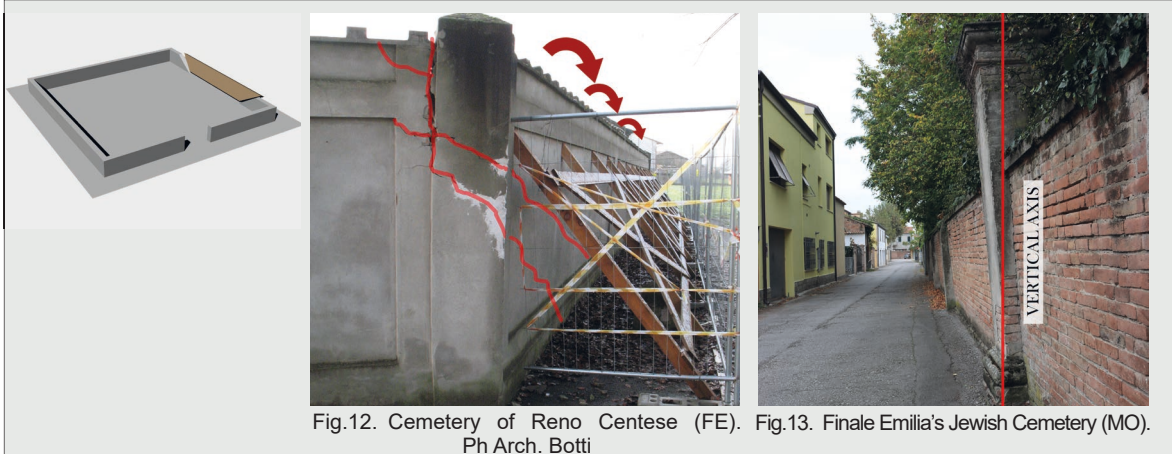 VERTICAL AXIS
Fig.12. Cemetery of Reno Centese (FE).
Ph Arch. Botti
Fig.13. Finale Emilia's Jewish Cemetery (MO).